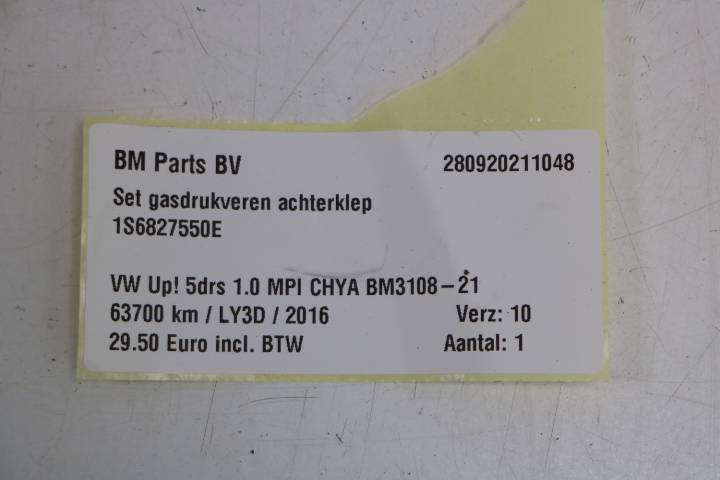 BM Parts BV 280920211048
Set gasdrukveren achterklep
1S6827550E
VW Up! 5drs 1.0 MPI CHYA BM3108-21
63700 km / LY3D / 2016 Verz: 10
29.50 Euro incl. BTW Aantal: 1